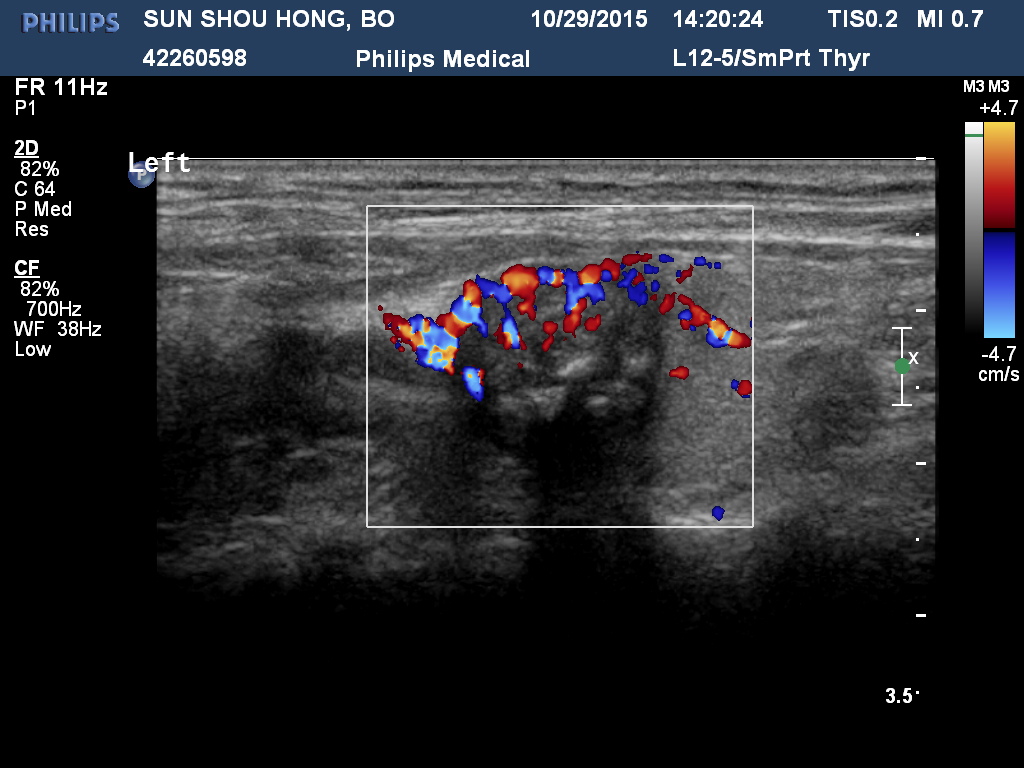 PHILIPS
SUN SHOU HONG, BO 10/29/2015 14:20:24 TIS0.2 MI 0.7
42260598 Philips Medical L12-5/SmPrt Thyr
FR 11Hz
P1
2D
82%
C 64
P Med
Res
CF
82%
700Hz
WF 38Hz
Low
Left
P
M3 M3
+4.7
x
-4.7
cm/s
3.5